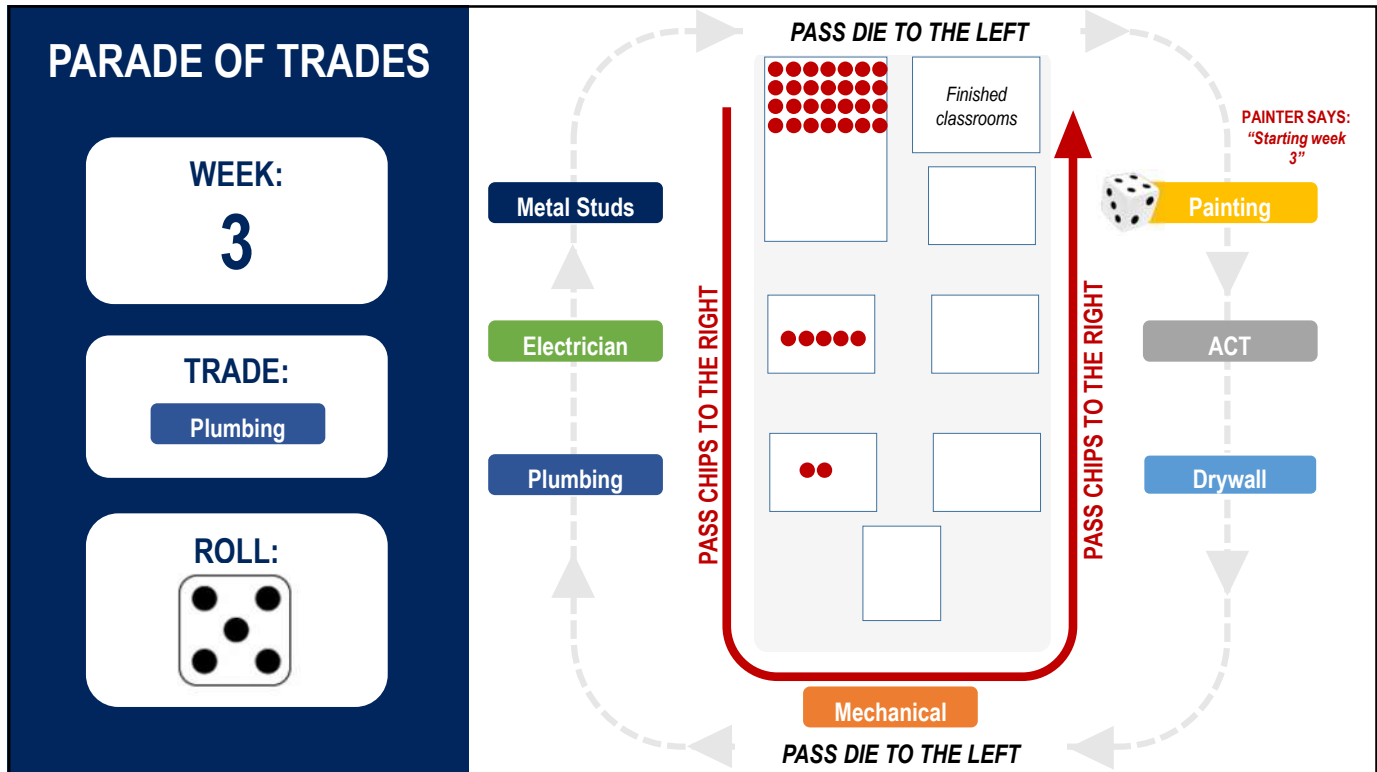 PARADE OF TRADES
WEEK:
3
TRADE:
Plumbing
ROLL:
PASS DIE TO THE LEFT
Finished
classrooms
PAINTER SAYS:
“Starting week
3”
Metal Studs
Painting
Electrician
ACT
Plumbing
Drywall
PASS CHIPS TO THE RIGHT
PASS CHIPS TO THE RIGHT
Mechanical
PASS DIE TO THE LEFT